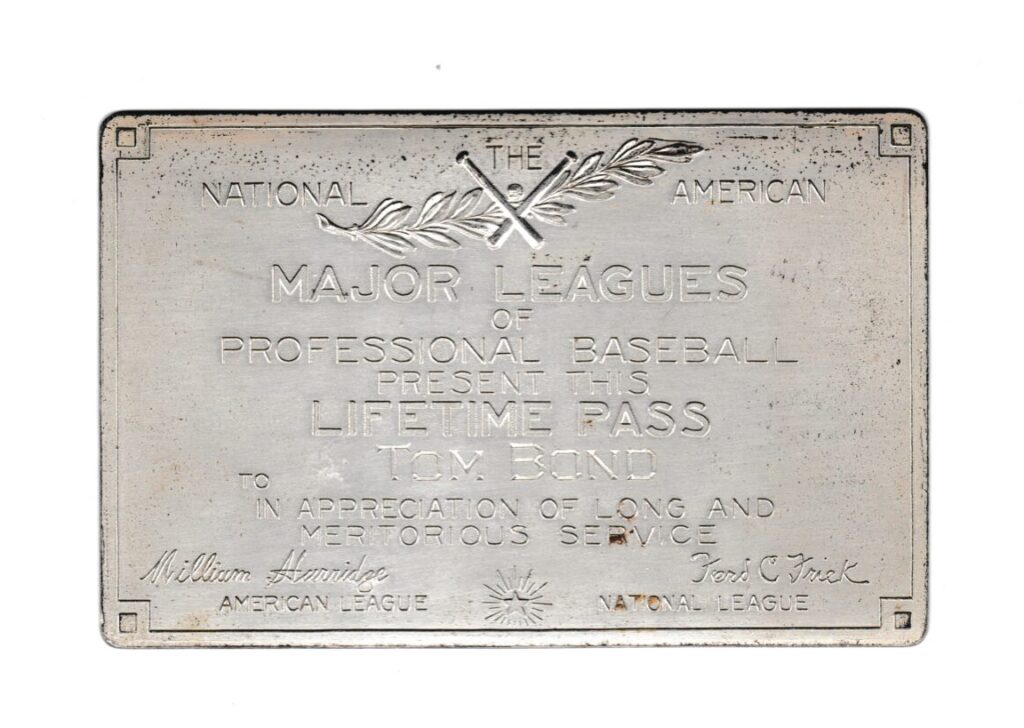 THE
NATIONAL AMERICAN
MAJOR LEAGUES
OF
PROFESSIONAL BASEBALL
PRESENT THIS
LIFETIME PASS
TO TOM BOND
IN APPRECIATION OF LONG AND
MERITORIOUS SERVICE
William Harridge Ford C Frick
AMERICAN LEAGUE NATIONAL LEAGUE